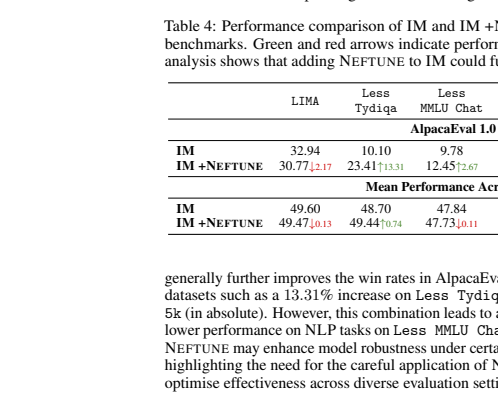 Table 4: Performance comparison of IM and IM +N
benchmarks. Green and red arrows indicate perform
analysis shows that adding NEFTUNE to IM could fu
LIMA Less Tydiqa Less MMLU Chat
AlpacaEval 1.0
IM 32.94 10.10 9.78
IM +NEFTUNE 30.77↓2.17 23.41↑13.31 12.45↑2.67
Mean Performance Acr
IM 49.60 48.70 47.84
IM +NEFTUNE 49.47↓0.13 49.44↑0.74 47.73↓0.11
generally further improves the win rates in AlpacaEva
datasets such as a 13.31% increase on Less Tydiq
5k (in absolute). However, this combination leads to a
lower performance on NLP tasks on Less MMLU Cha
NEFTUNE may enhance model robustness under certa
highlighting the need for the careful application of N
optimise effectiveness across diverse evaluation setti